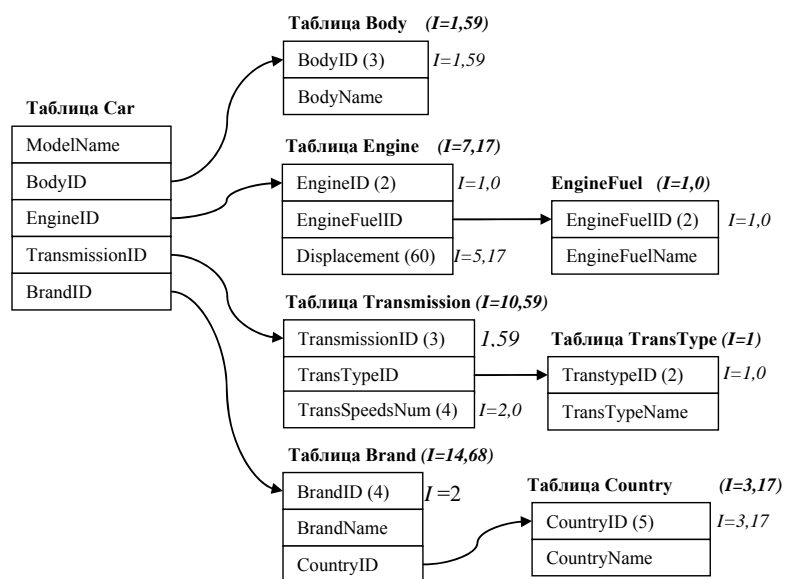 Таблица Body (I=1,59)
BodyID (3) I=1,59
BodyName
Таблица Car
ModelName
BodyID
EngineID
TransmissionID
BrandID
Таблица Engine (I=7,17)
EngineID (2) I=1,0
EngineFuelID
Displacement (60) I=5,17
EngineFuel (I=1,0)
EngineFuelID (2) I=1,0
EngineFuelName
Таблица Transmission (I=10,59)
TransmissionID (3) 1,59
TransTypeID
TransSpeedsNum (4) I=2,0
Таблица TransType (I=1)
TranstypeID (2) I=1,0
TransTypeName
Таблица Brand (I=14,68)
BrandID (4) I =2
BrandName
CountryID
Таблица Country (I=3,17)
CountryID (5) I=3,17
CountryName